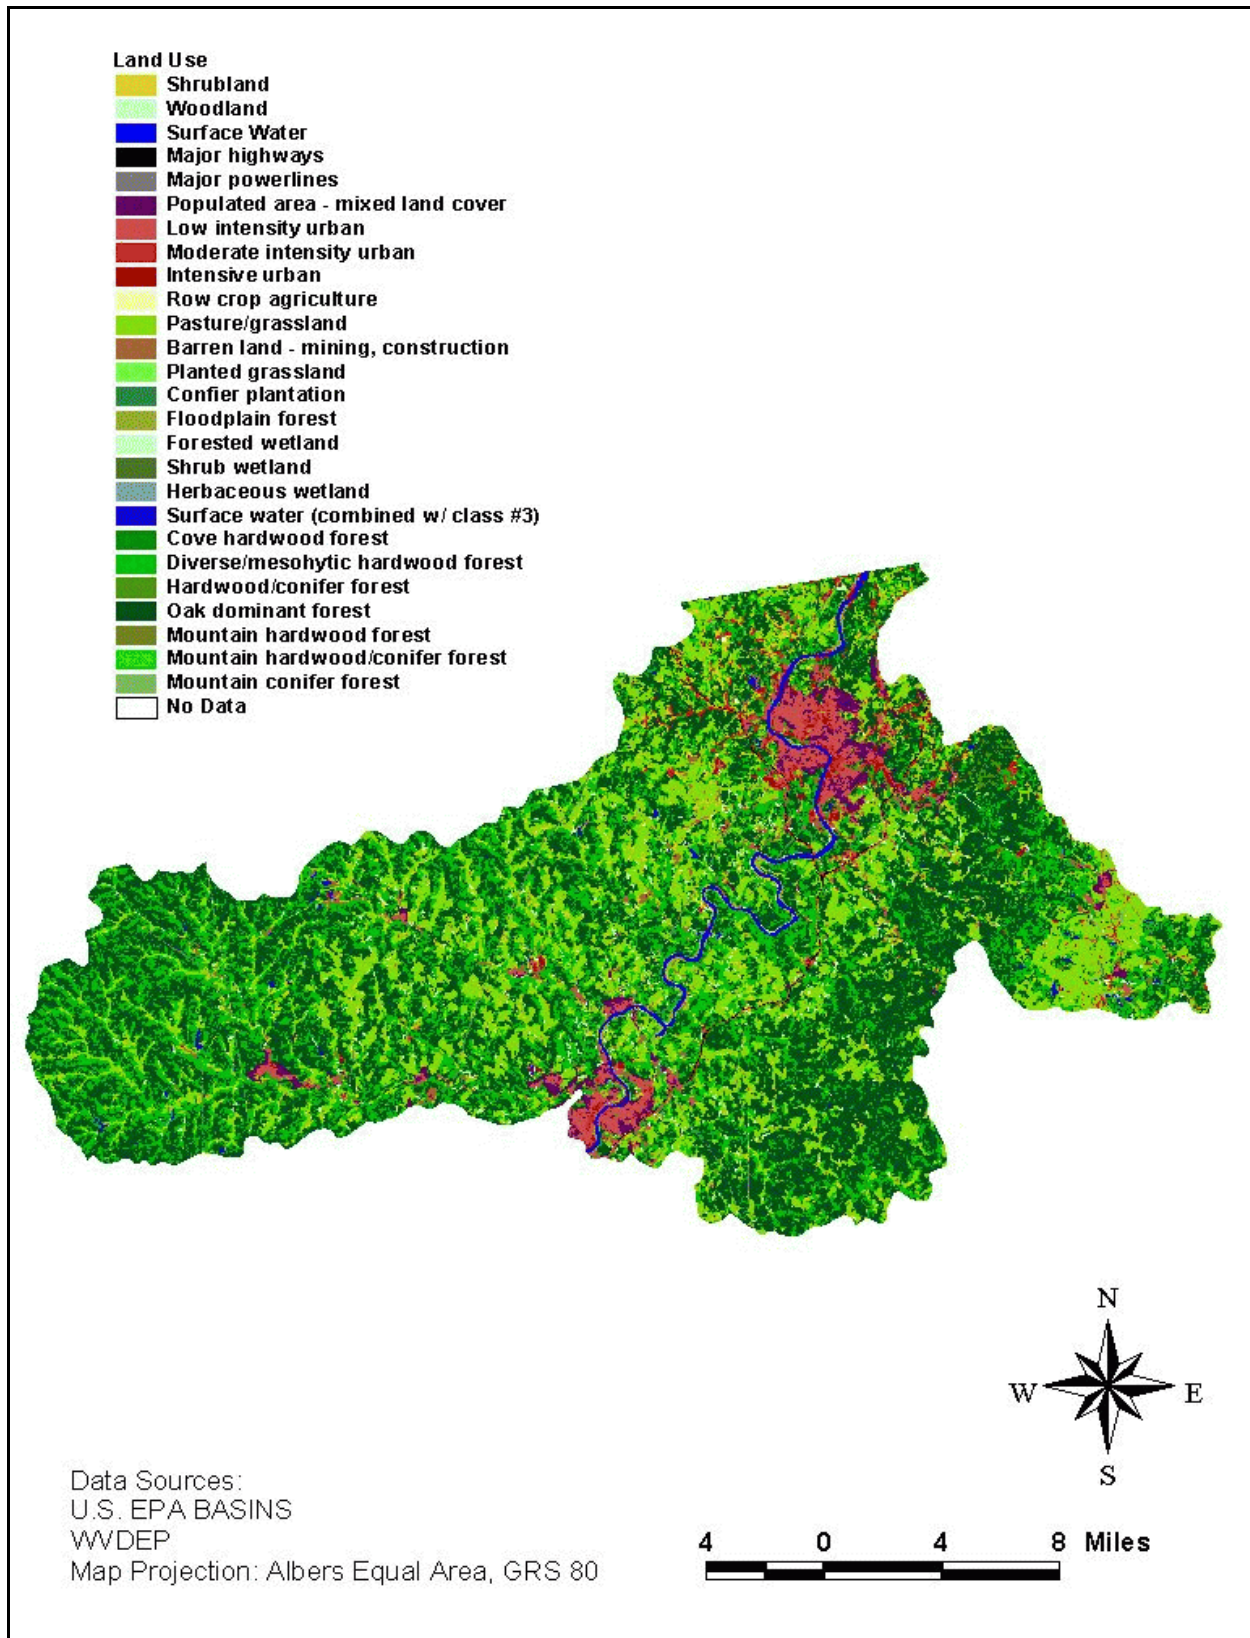 Land Use
Shrubland
Woodland
Surface Water
Major highways
Major powerlines
Populated area - mixed land cover
Low intensity urban
Moderate intensity urban
Intensive urban
Row crop agriculture
Pasture/grassland
Barren land - mining, construction
Planted grassland
Confier plantation
Floodplain forest
Forested wetland
Shrub wetland
Herbaceous wetland
Surface water (combined w/ class #3)
Cove hardwood forest
Diverse/mesohytic hardwood forest
Hardwood/conifer forest
Oak dominant forest
Mountain hardwood forest
Mountain hardwood/conifer forest
Mountain conifer forest
No Data
N
W E
S
Data Sources:
U.S. EPA BASINS
WVDEP
Map Projection: Albers Equal Area, GRS 80
4 0 4 8 Miles